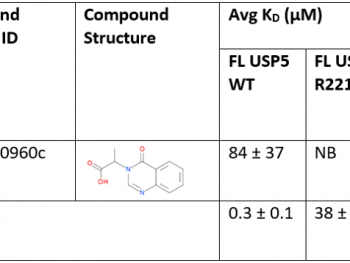 nd
ID
Compound
Structure
Avg K_D (µM)
FL USP5
WT
FL US
R221
0960c
O
O
OH
N
N
84 ± 37
NB
0.3 ± 0.1
38 ±